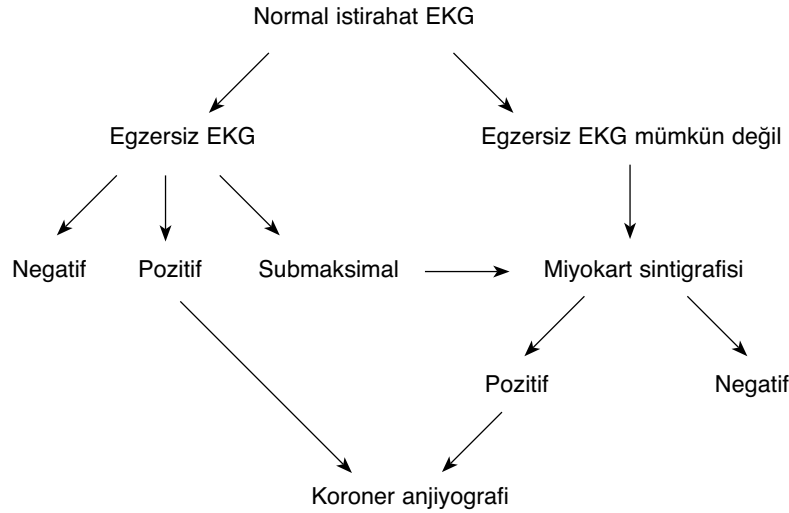 Normal istirahat EKG
Egzersiz EKG
Egzersiz EKG mümkün değil
Negatif
Pozitif
Submaksimal
Miyokart sintigrafisi
Pozitif
Negatif
Koroner anjiyografi